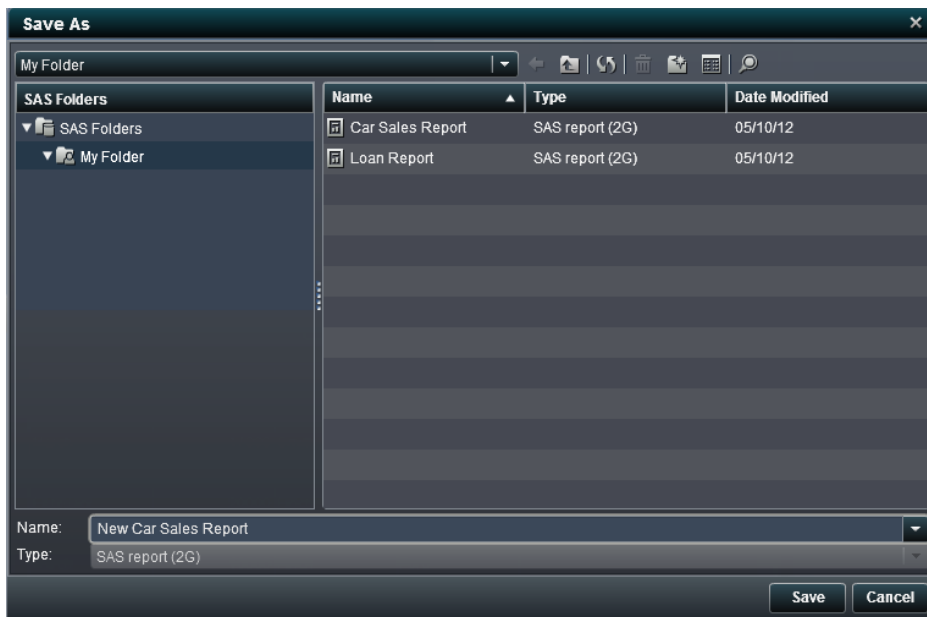 Save As
My Folder
SAS Folders
Name Type Date Modified
SAS Folders
My Folder
Car Sales Report SAS report (2G) 05/10/12
Loan Report SAS report (2G) 05/10/12
Name: New Car Sales Report
Type: SAS report (2G)
Save Cancel